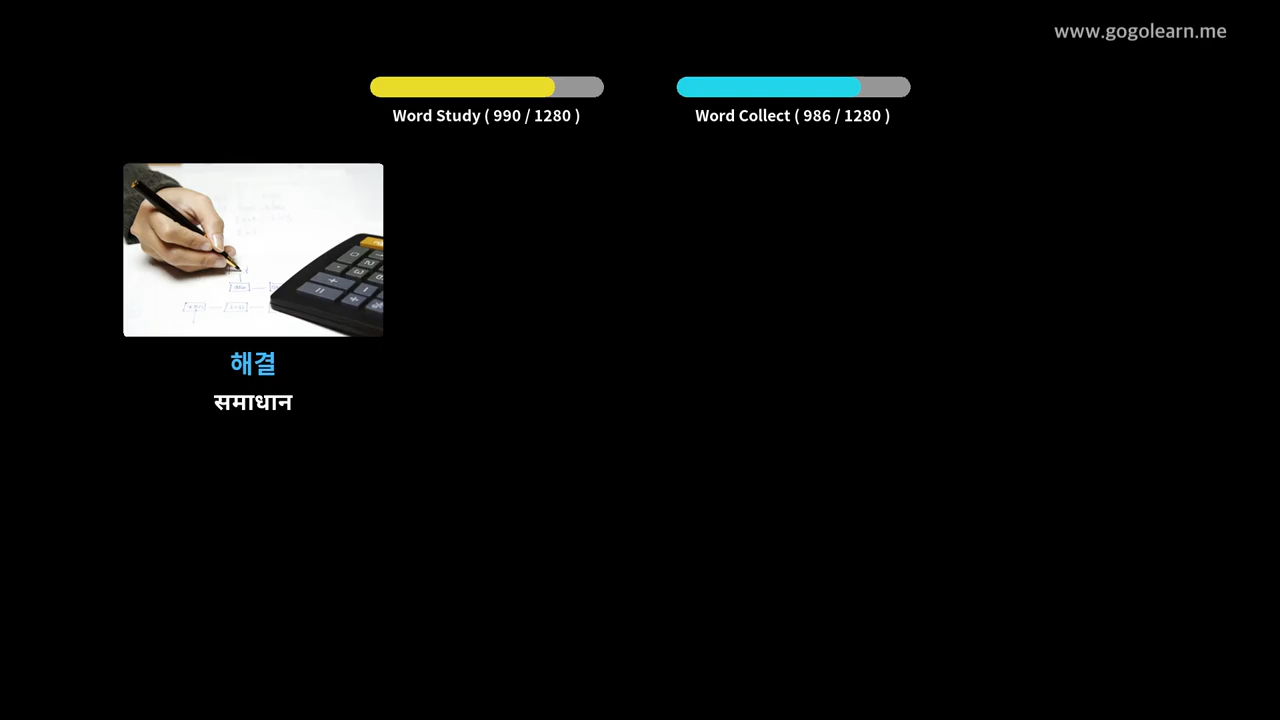 www.gogolearn.me
Word Study ( 990 / 1280 )
Word Collect ( 986 / 1280 )
해결
समाधान